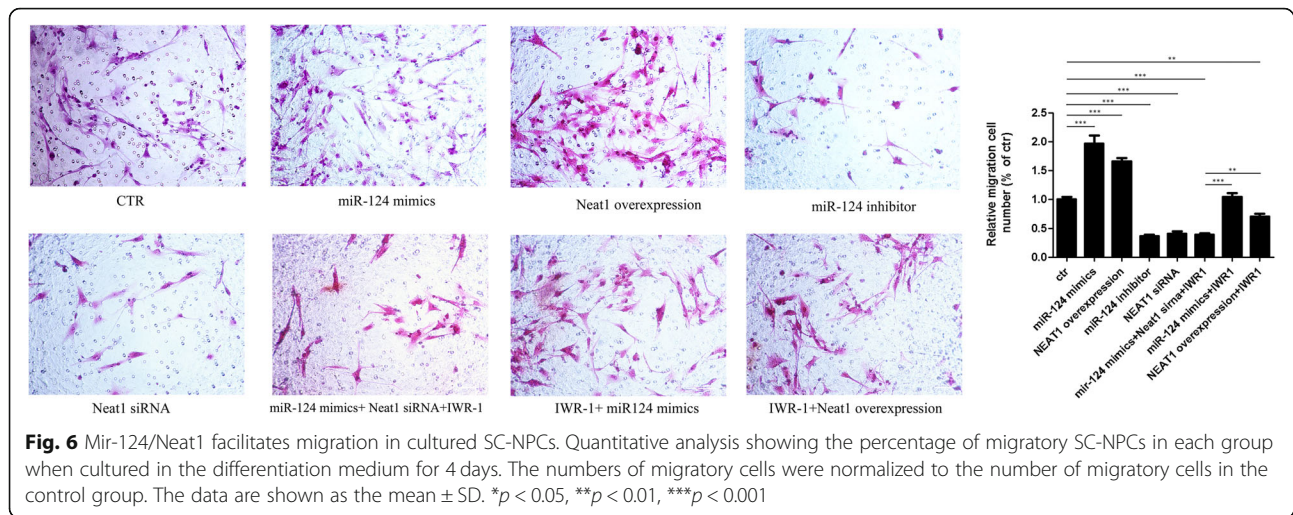 CTR
miR-124 mimics
Neat1 overexpression
miR-124 inhibitor
Neat1 siRNA
miR-124 mimics+ Neat1 siRNA+IWR-1
IWR-1+ miR124 mimics
IWR-1+Neat1 overexpression
Relative migration cell
number (% of ctr)
2.5
2.0
1.5
1.0
0.5
0.0
**
***
***
***
***
***
**
***
ctr
miR-124 mimics
NEAT1 overexpression
miR-124 inhibitor
NEAT1 siRNA
mir-124 mimics+Neat1 sirna+IWR1
miR-124 mimics+IWR1
NEAT1 overexpression+IWR1
Fig. 6 Mir-124/Neat1 facilitates migration in cultured SC-NPCs. Quantitative analysis showing the percentage of migratory SC-NPCs in each group
when cultured in the differentiation medium for 4 days. The numbers of migratory cells were normalized to the number of migratory cells in the
control group. The data are shown as the mean ± SD. *p < 0.05, **p < 0.01, ***p < 0.001